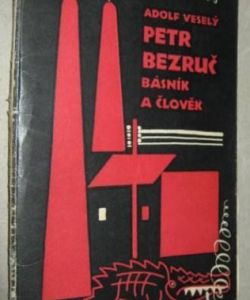 ADOLF VESELÝ
PETR
BEZRUČ
BÁSNÍK
A ČLOVĚK